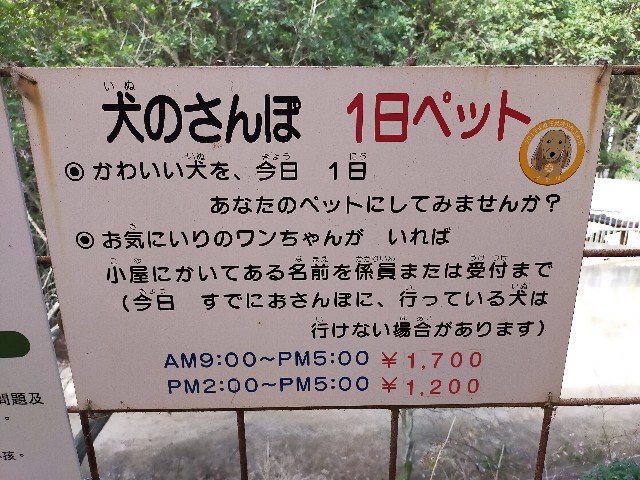 犬のさんぽ 1日ペット
◉ かわいい犬を、今日 1日
あなたのペットにしてみませんか?
◉ お気にいりのワンちゃんが いれば
小屋にかいてある名前を係員または受付まで
(今日 すでにおさんぽに、行っている犬は
行けない場合があります)
AM9:00~PM5:00 ¥1,700
PM2:00~PM5:00 ¥1,200
問題及
。
孩。